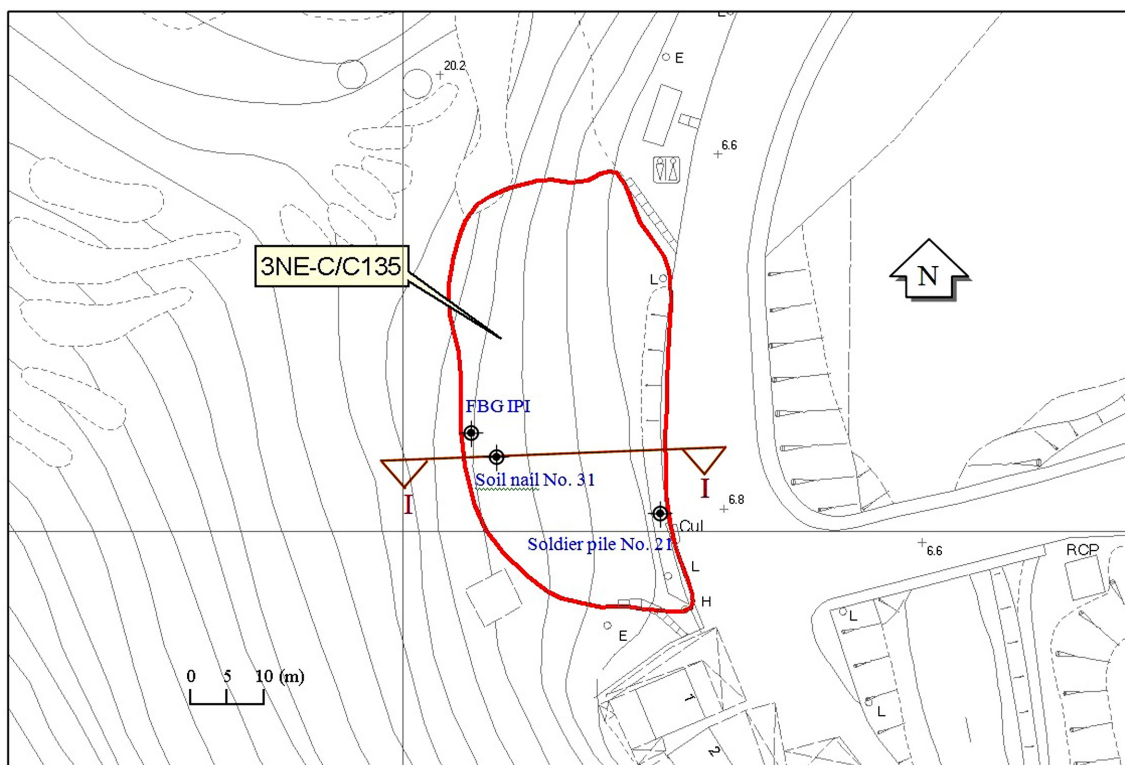 L
E
20.2
6.6
3NE-C/C135
N
L
FBG IPI
Soil nail No. 31
I
I
6.8
Cul
Soldier pile No. 21
6.6
RCP
L
H
L
E
0 5 10 (m)
1
L
2